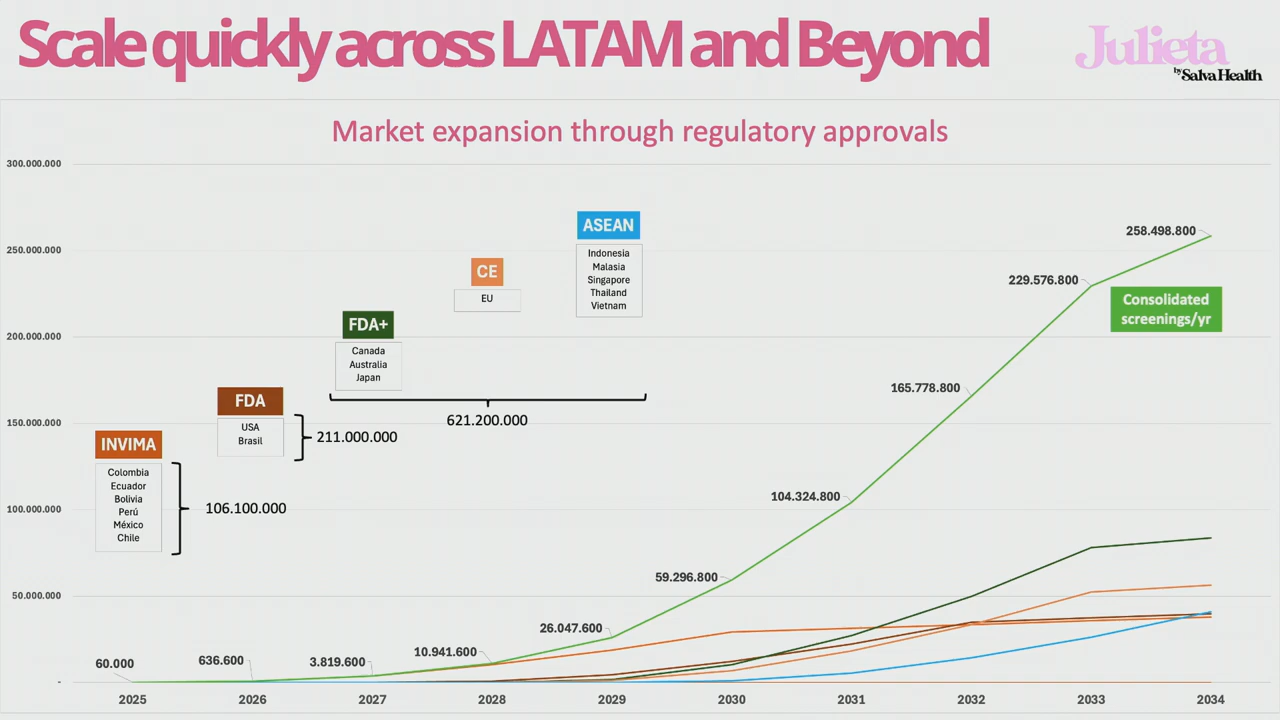 Scale quickly across LATAM and Beyond
Julieta
by Salva Health
Market expansion through regulatory approvals
300.000.000
250.000.000
200.000.000
150.000.000
100.000.000
50.000.000
-
INVIMA
Colombia
Ecuador
Bolivia
Perú
México
Chile
106.100.000
FDA
USA
Brasil
211.000.000
FDA+
Canada
Australia
Japan
CE
EU
ASEAN
Indonesia
Malasia
Singapore
Thailand
Vietnam
621.200.000
60.000
636.600
3.819.600
10.941.600
26.047.600
59.296.800
104.324.800
165.778.800
229.576.800
258.498.800
Consolidated
screenings/yr
2025
2026
2027
2028
2029
2030
2031
2032
2033
2034